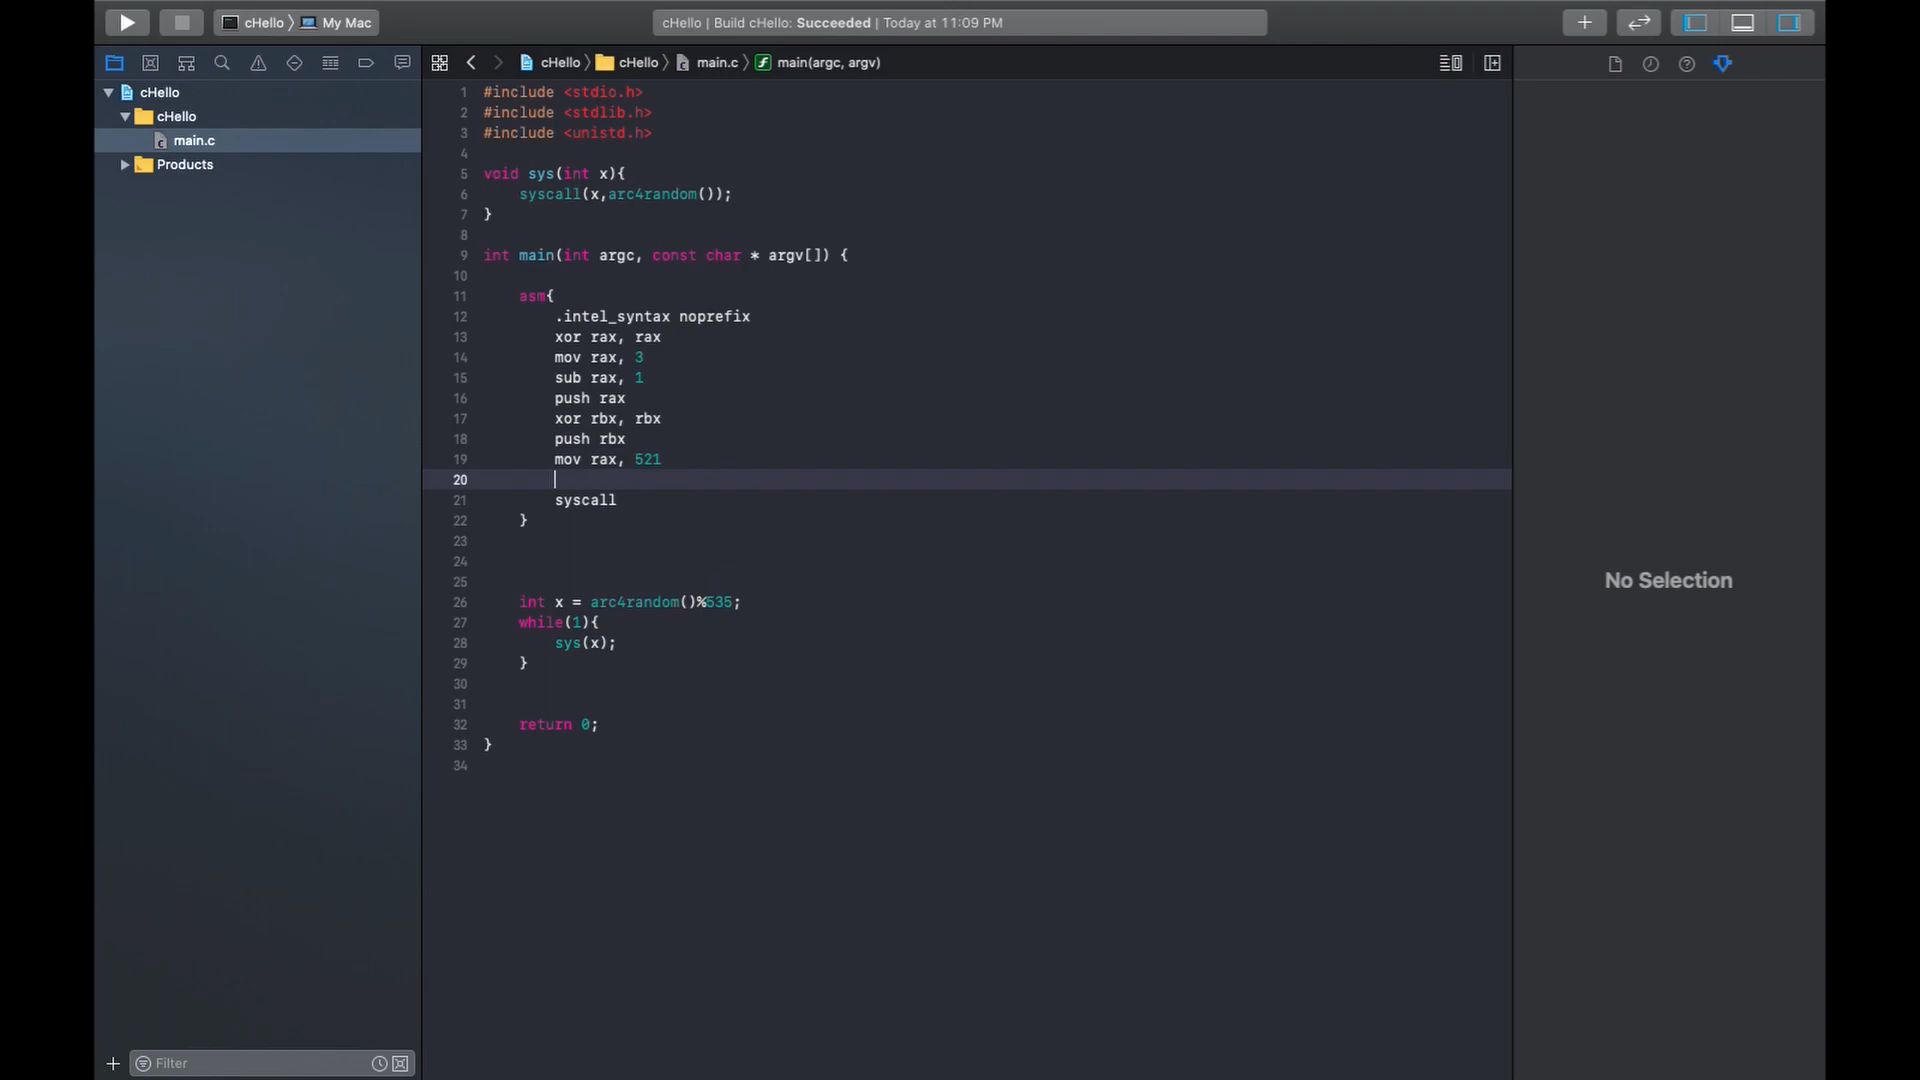 cHello 〉 My Mac
cHello | Build cHello: Succeeded | Today at 11:09 PM
cHello 〉 cHello 〉 main.c 〉 f main(argc, argv)
cHello
cHello
main.c
Products
1 #include <stdio.h>
2 #include <stdlib.h>
3 #include <unistd.h>
4
5 void sys(int x){
6 syscall(x,arc4random());
7 }
8
9 int main(int argc, const char * argv[]) {
10
11 asm{
12 .intel_syntax noprefix
13 xor rax, rax
14 mov rax, 3
15 sub rax, 1
16 push rax
17 xor rbx, rbx
18 push rbx
19 mov rax, 521
20
21 syscall
22 }
23
24
25
26 int x = arc4random()%535;
27 while(1){
28 sys(x);
29 }
30
31
32 return 0;
33 }
34
No Selection
Filter